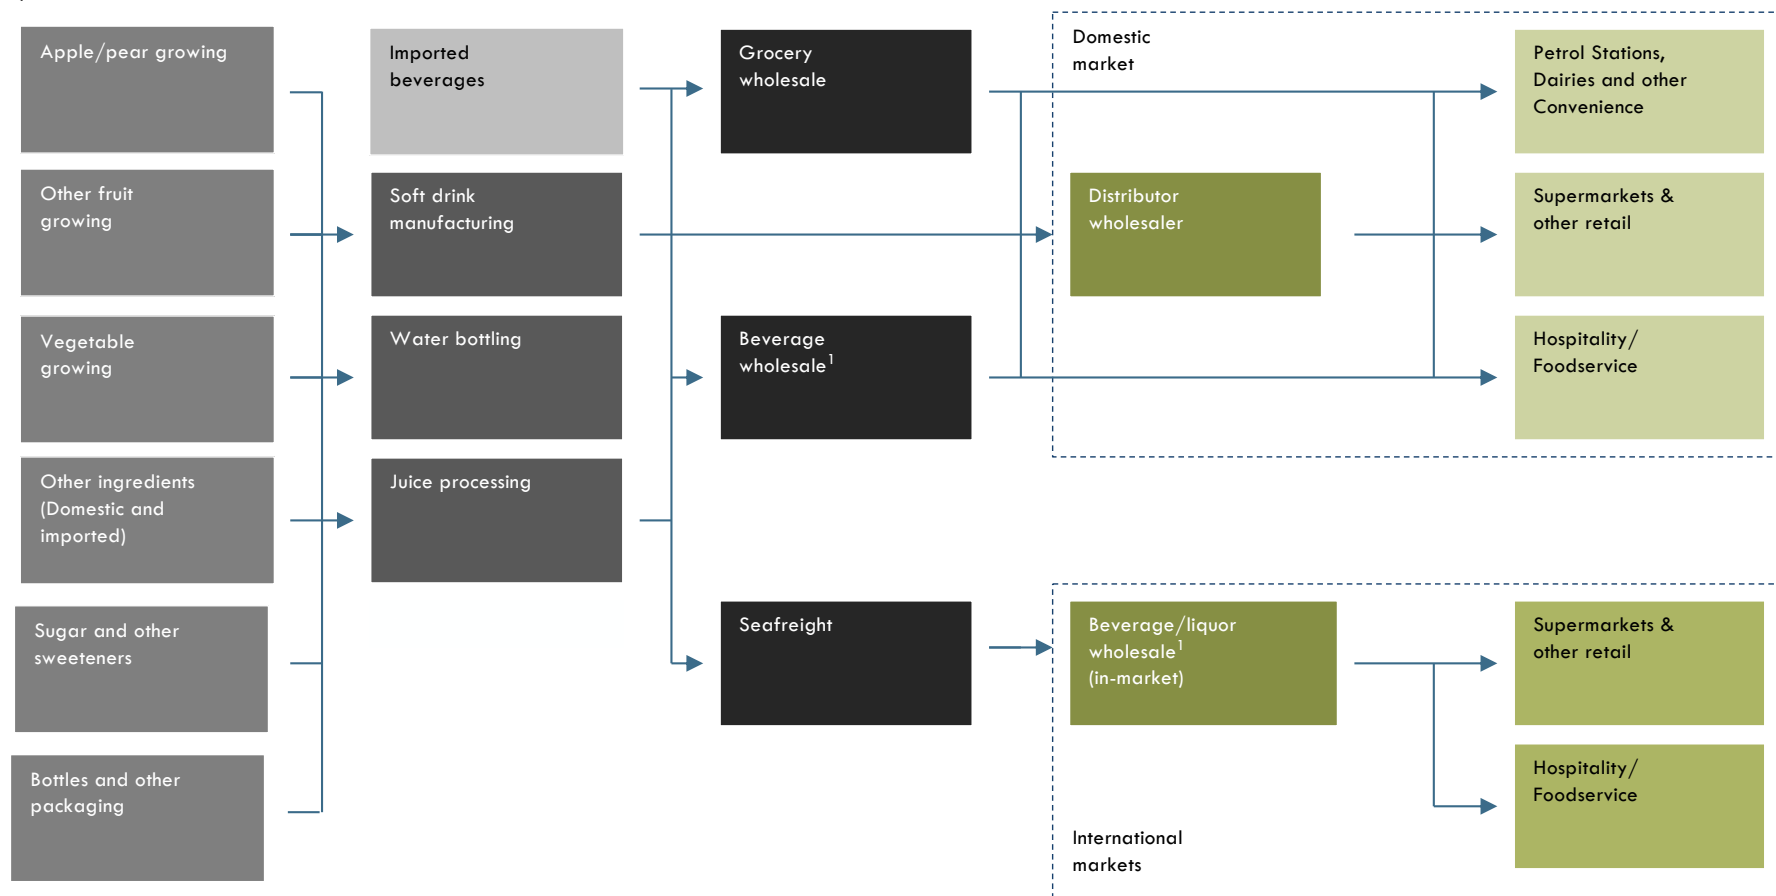 Apple/pear growing
Other fruit
growing
Vegetable
growing
Other ingredients
(Domestic and
imported)
Sugar and other
sweeteners
Bottles and other
packaging
Imported
beverages
Soft drink
manufacturing
Water bottling
Juice processing
Grocery
wholesale
Beverage
wholesale¹
Seafreight
Domestic
market
Distributor
wholesaler
Petrol Stations,
Dairies and other
Convenience
Supermarkets &
other retail
Hospitality/
Foodservice
Beverage/liquor
wholesale¹
(in-market)
International
markets
Supermarkets &
other retail
Hospitality/
Foodservice